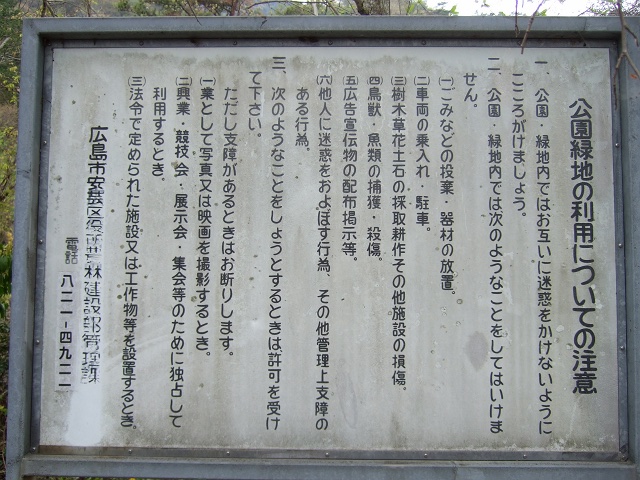 公園緑地の利用についての注意
一、公園・緑地内ではお互いに迷惑をかけないように
こころがけましょう。
二、公園・緑地内では次のようなことをしてはいけま
せん。
㈠ごみなどの投棄・器材の放置。
㈡車両の乗入れ・駐車。
㈢樹木草花土石の採取耕作その他施設の損傷。
㈣鳥獣・魚類の捕獲・殺傷。
㈤広告宣伝物の配布掲示等。
㈥他人に迷惑をおよぼす行為、その他管理上支障の
ある行為。
三、次のようなことをしょうとするときは許可を受け
て下さい。
ただし支障があるときはお断りします。
㈠業として写真又は映画を撮影するとき。
㈡興業・競技会・展示会・集会等のために独占して
利用するとき。
㈢法令で定められた施設又は工作物等を設置するとき。
広島市安芸区役所農林建設部管理課
電話 八二一-四九二二